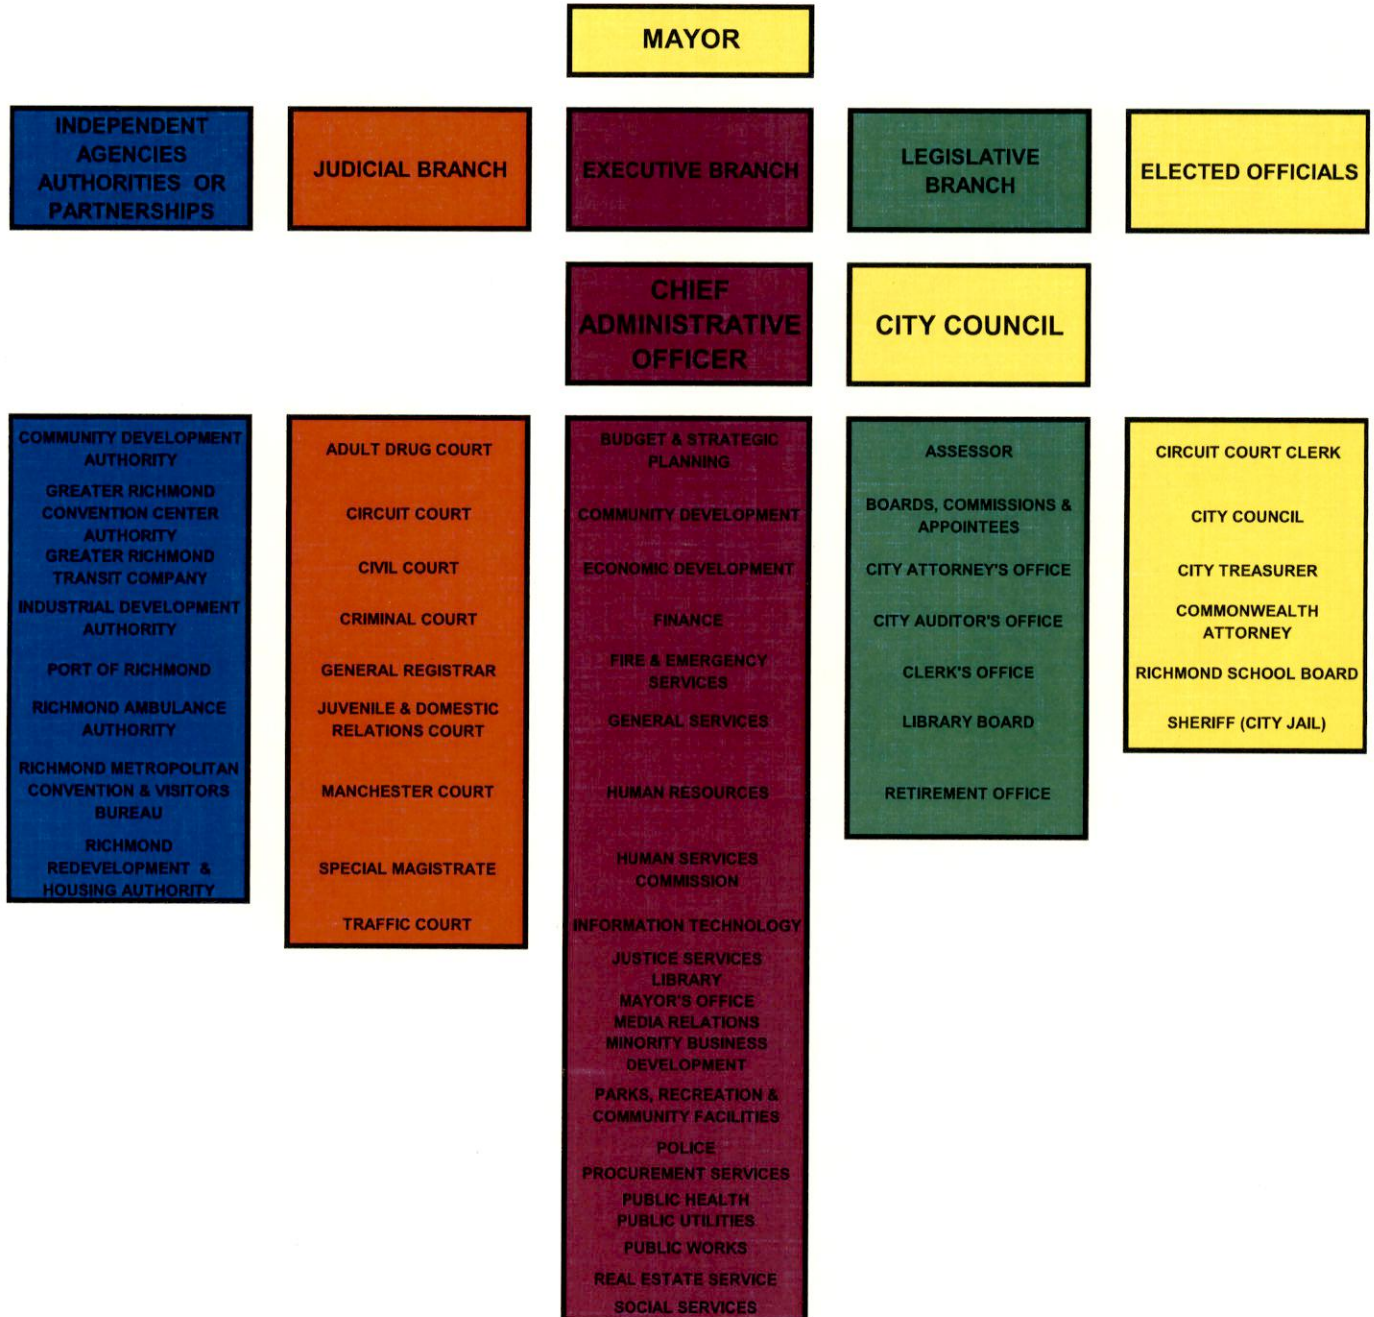 MAYOR
INDEPENDENT
AGENCIES
AUTHORITIES OR
PARTNERSHIPS
JUDICIAL BRANCH
EXECUTIVE BRANCH
LEGISLATIVE
BRANCH
ELECTED OFFICIALS
CHIEF
ADMINISTRATIVE
OFFICER
CITY COUNCIL
COMMUNITY DEVELOPMENT
AUTHORITY
GREATER RICHMOND
CONVENTION CENTER
AUTHORITY
GREATER RICHMOND
TRANSIT COMPANY
INDUSTRIAL DEVELOPMENT
AUTHORITY
PORT OF RICHMOND
RICHMOND AMBULANCE
AUTHORITY
RICHMOND METROPOLITAN
CONVENTION & VISITORS
BUREAU
RICHMOND
REDEVELOPMENT &
HOUSING AUTHORITY
ADULT DRUG COURT
CIRCUIT COURT
CIVIL COURT
CRIMINAL COURT
GENERAL REGISTRAR
JUVENILE & DOMESTIC
RELATIONS COURT
MANCHESTER COURT
SPECIAL MAGISTRATE
TRAFFIC COURT
BUDGET & STRATEGIC
PLANNING
COMMUNITY DEVELOPMENT
ECONOMIC DEVELOPMENT
FINANCE
FIRE & EMERGENCY
SERVICES
GENERAL SERVICES
HUMAN RESOURCES
HUMAN SERVICES
COMMISSION
INFORMATION TECHNOLOGY
JUSTICE SERVICES
LIBRARY
MAYOR'S OFFICE
MEDIA RELATIONS
MINORITY BUSINESS
DEVELOPMENT
PARKS, RECREATION &
COMMUNITY FACILITIES
POLICE
PROCUREMENT SERVICES
PUBLIC HEALTH
PUBLIC UTILITIES
PUBLIC WORKS
REAL ESTATE SERVICE
SOCIAL SERVICES
ASSESSOR
BOARDS, COMMISSIONS &
APPOINTEES
CITY ATTORNEY'S OFFICE
CITY AUDITOR'S OFFICE
CLERK'S OFFICE
LIBRARY BOARD
RETIREMENT OFFICE
CIRCUIT COURT CLERK
CITY COUNCIL
CITY TREASURER
COMMONWEALTH
ATTORNEY
RICHMOND SCHOOL BOARD
SHERIFF (CITY JAIL)